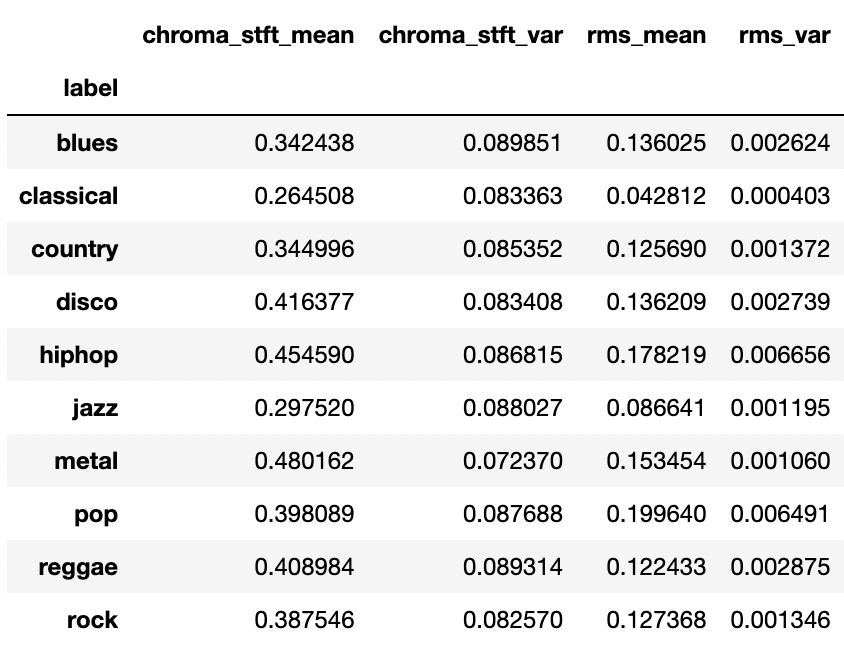 chroma_stft_mean chroma_stft_var rms_mean rms_var
label
blues 0.342438 0.089851 0.136025 0.002624
classical 0.264508 0.083363 0.042812 0.000403
country 0.344996 0.085352 0.125690 0.001372
disco 0.416377 0.083408 0.136209 0.002739
hiphop 0.454590 0.086815 0.178219 0.006656
jazz 0.297520 0.088027 0.086641 0.001195
metal 0.480162 0.072370 0.153454 0.001060
pop 0.398089 0.087688 0.199640 0.006491
reggae 0.408984 0.089314 0.122433 0.002875
rock 0.387546 0.082570 0.127368 0.001346